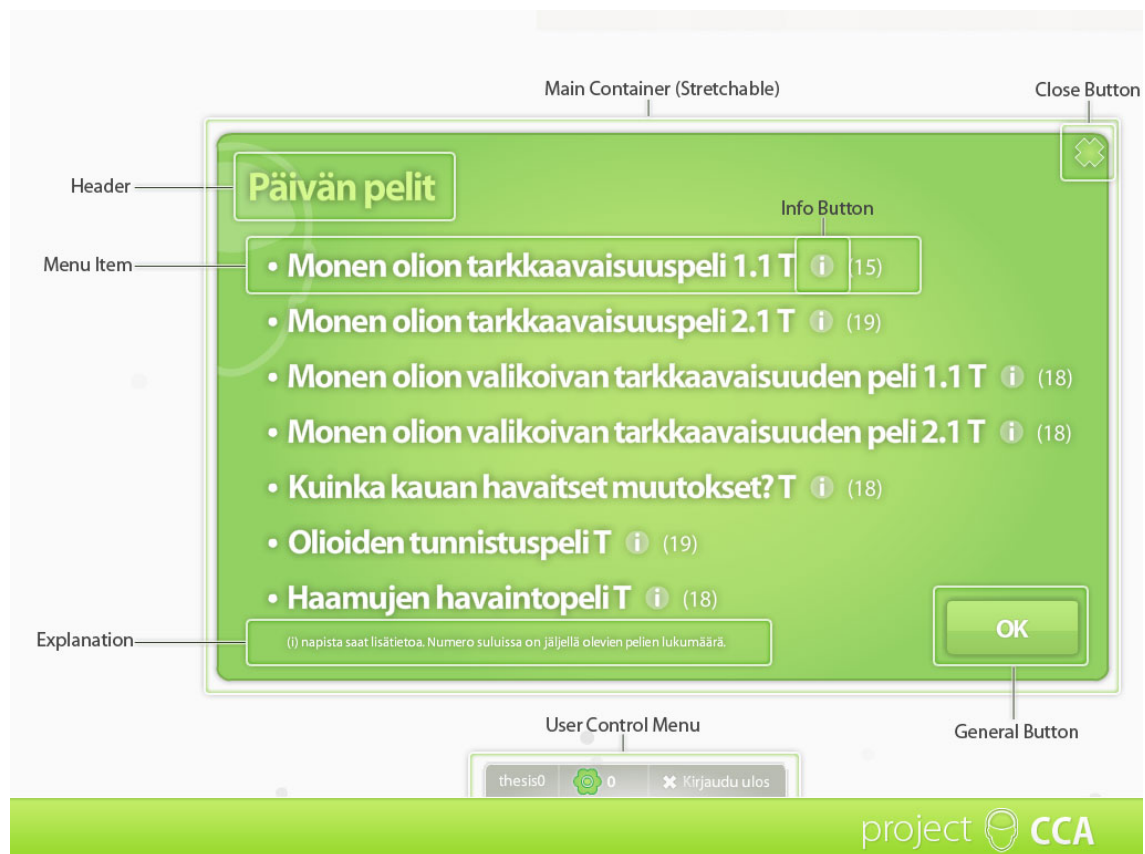 Main Container (Stretchable)
Close Button
Header
Päivän pelit
Info Button
Menu Item
• Monen olion tarkkaavaisuuspeli 1.1 T i (15)
• Monen olion tarkkaavaisuuspeli 2.1 T i (19)
• Monen olion valikoivan tarkkaavaisuuden peli 1.1 T i (18)
• Monen olion valikoivan tarkkaavaisuuden peli 2.1 T i (18)
• Kuinka kauan havaitset muutokset? T i (18)
• Olioiden tunnistuspeli T i (19)
• Haamujen havaintopeli T i (18)
Explanation
(i) napista saat lisätietoa. Numero suluissa on jäljellä olevien pelien lukumäärä.
OK
User Control Menu
General Button
thesis0 0 Kirjaudu ulos
project CCA